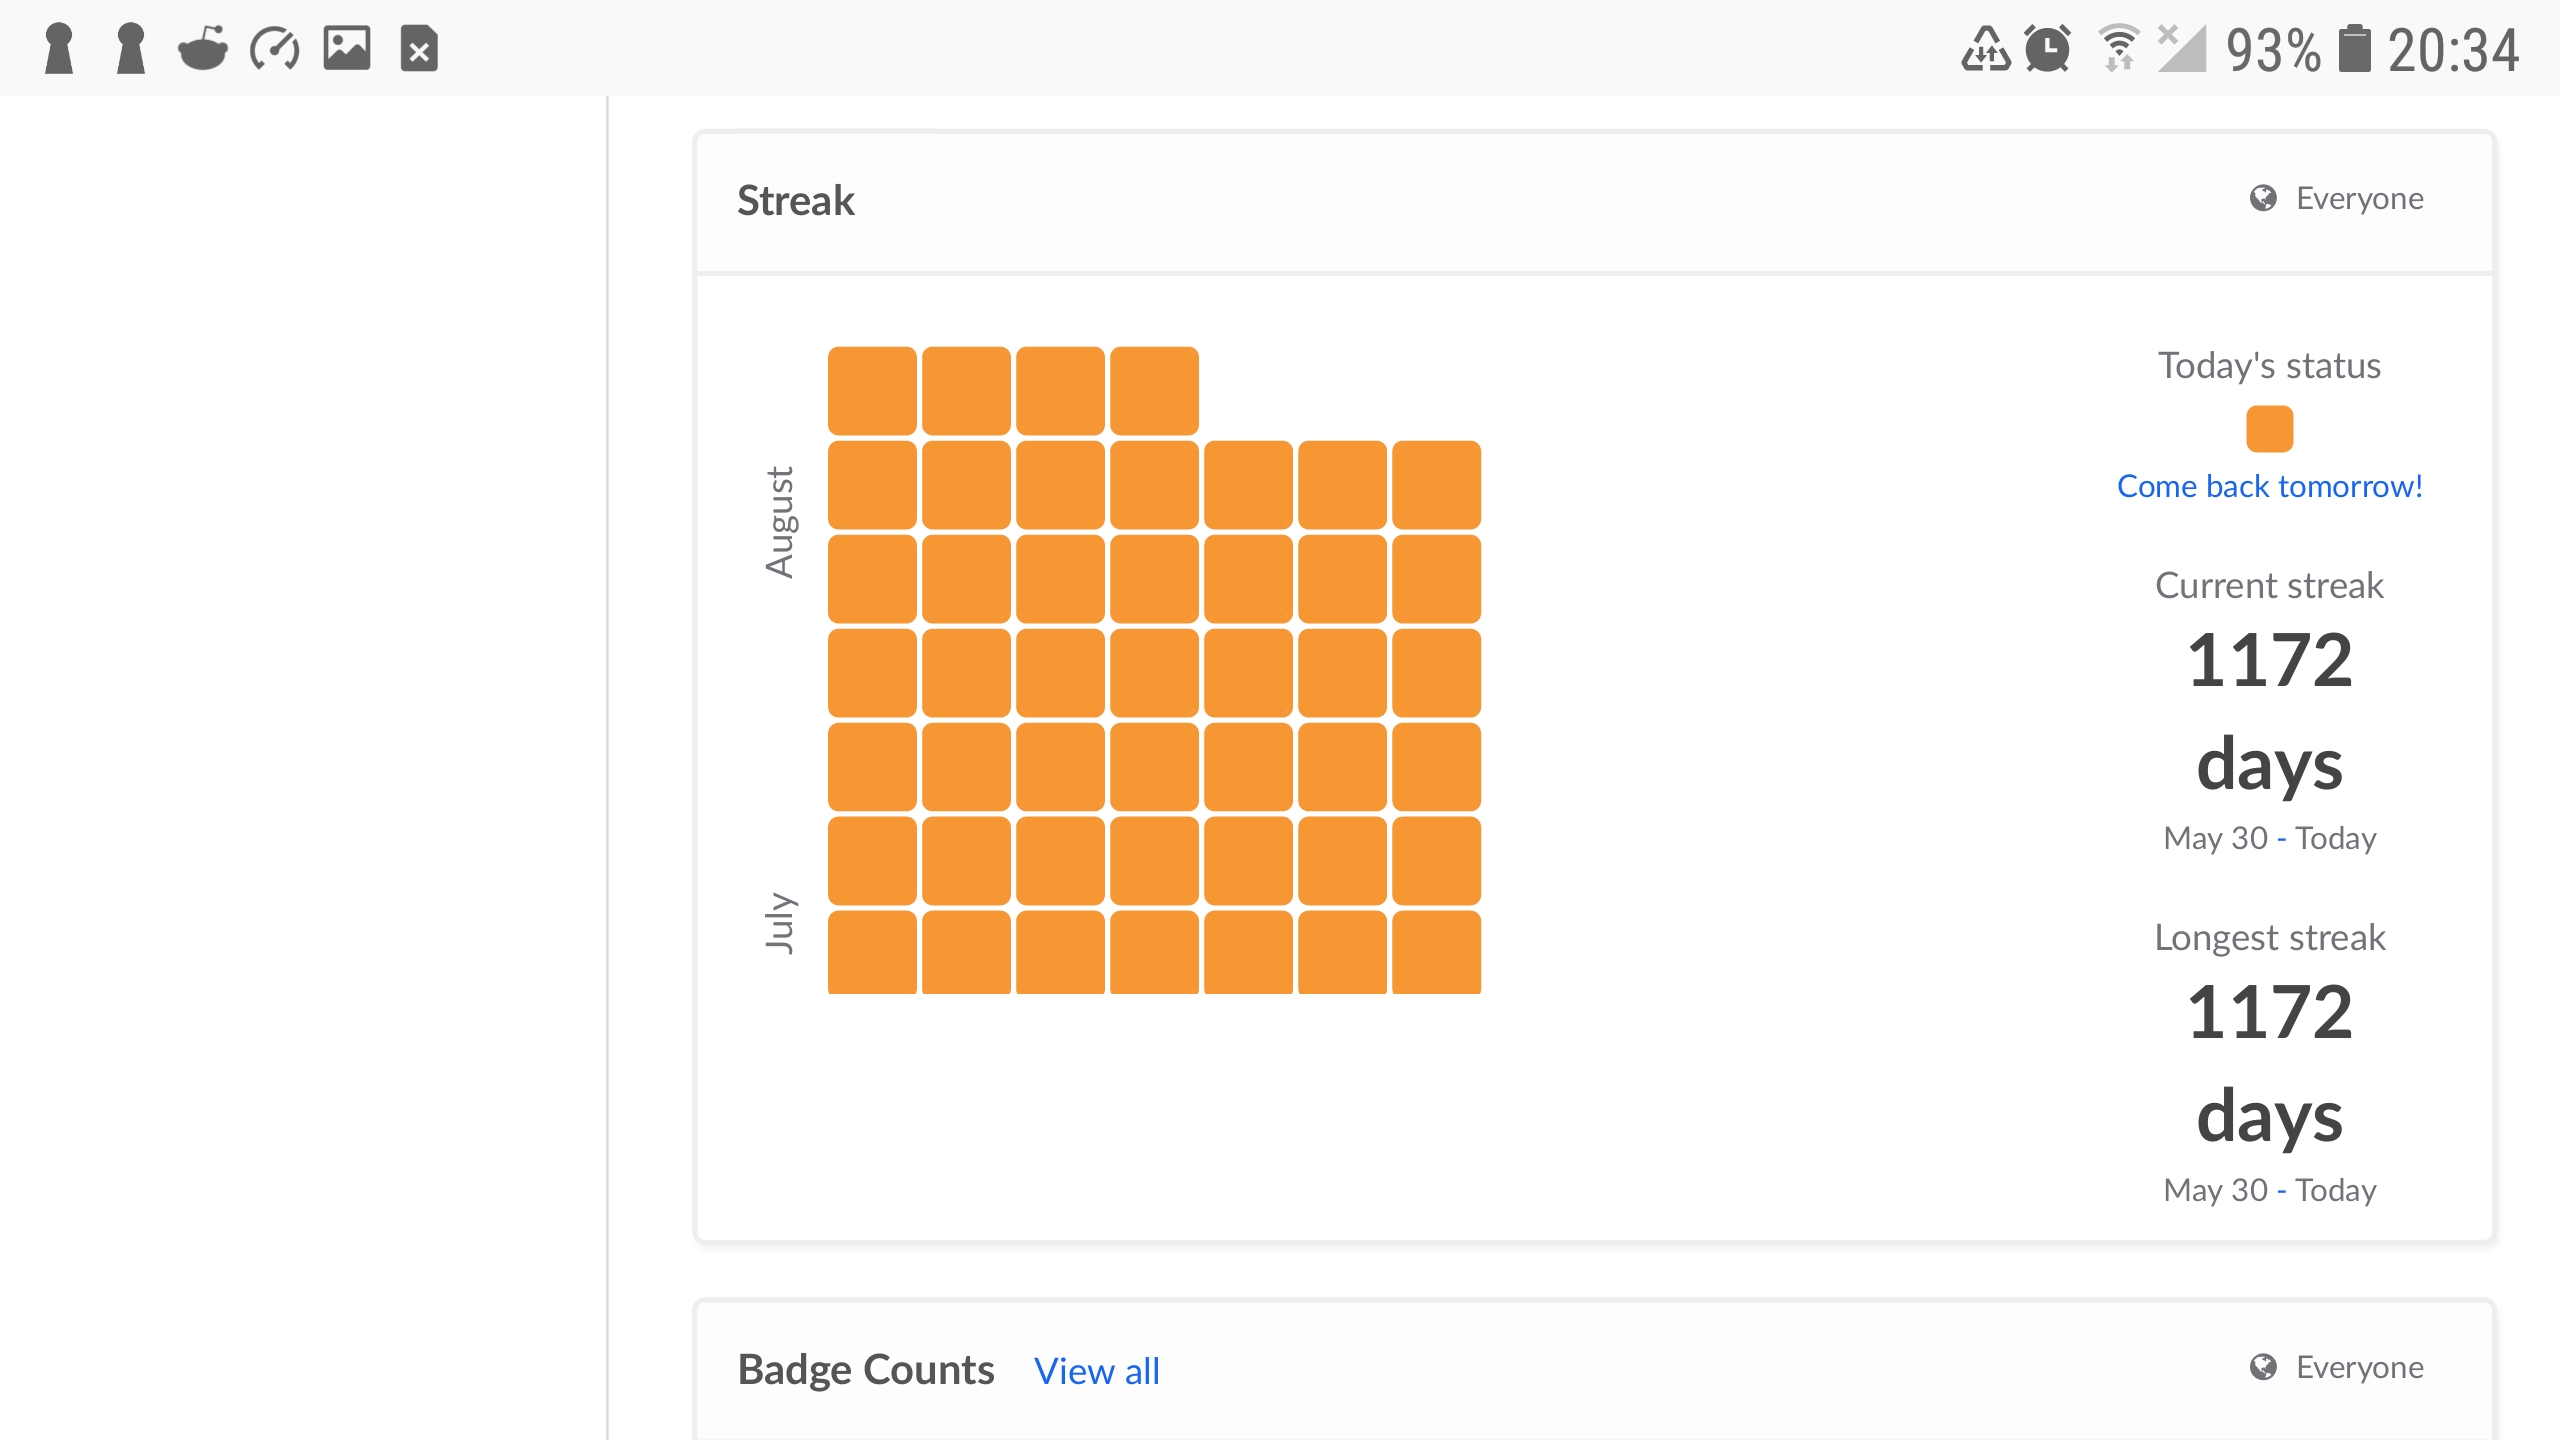 93% 20:34
Streak
Everyone
August
July
Today's status
Come back tomorrow!
Current streak
1172
days
May 30 - Today
Longest streak
1172
days
May 30 - Today
Badge Counts View all
Everyone